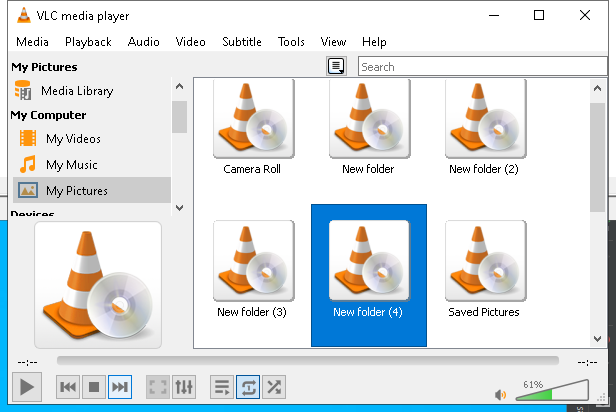 VLC media player
Media Playback Audio Video Subtitle Tools View Help
My Pictures
Search
Media Library
My Computer
My Videos
My Music
My Pictures
Devices
Camera Roll
New folder
New folder (2)
New folder (3)
New folder (4)
Saved Pictures
--:--
--:--
61%